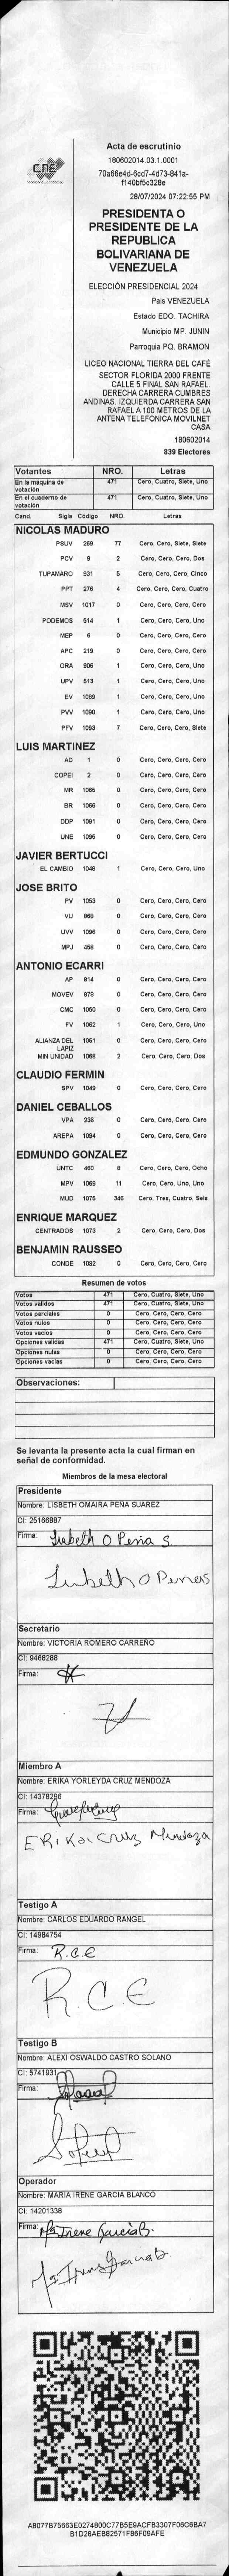 CNE
Acta de escrutinio
180602014.03.1.0001
70a66e4d-6cd7-4d73-841a-
f140bf5c328e
28/07/2024 07:22:55 PM
PRESIDENTA O
PRESIDENTE DE LA
REPUBLICA
BOLIVARIANA DE
VENEZUELA
ELECCIÓN PRESIDENCIAL 2024
Pais VENEZUELA
Estado EDO. TACHIRA
Municipio MP. JUNIN
Parroquia PQ. BRAMON
LICEO NACIONAL TIERRA DEL CAFÉ
SECTOR FLORIDA 2000 FRENTE
CALLE 5 FINAL SAN RAFAEL.
DERECHA CARRERA CUMBRES
ANDINAS. IZQUIERDA CARRERA SAN
RAFAEL A 100 METROS DE LA
ANTENA TELEFONICA MOVILNET
CASA
180602014
839 Electores
Votantes NRO. Letras
En la máquina de votación 471 Cero, Cuatro, Siete, Uno
En el cuaderno de votación 471 Cero, Cuatro, Siete, Uno
Cand. Sigla Código NRO. Letras
NICOLAS MADURO
PSUV 269 77 Cero, Cero, Siete, Siete
PCV 9 2 Cero, Cero, Cero, Dos
TUPAMARO 931 5 Cero, Cero, Cero, Cinco
PPT 276 4 Cero, Cero, Cero, Cuatro
MSV 1017 0 Cero, Cero, Cero, Cero
PODEMOS 514 1 Cero, Cero, Cero, Uno
MEP 6 0 Cero, Cero, Cero, Cero
APC 219 0 Cero, Cero, Cero, Cero
ORA 906 1 Cero, Cero, Cero, Uno
UPV 513 1 Cero, Cero, Cero, Uno
EV 1089 1 Cero, Cero, Cero, Uno
PVV 1090 1 Cero, Cero, Cero, Uno
PFV 1093 7 Cero, Cero, Cero, Siete
LUIS MARTINEZ
AD 1 0 Cero, Cero, Cero, Cero
COPEI 2 0 Cero, Cero, Cero, Cero
MR 1065 0 Cero, Cero, Cero, Cero
BR 1066 0 Cero, Cero, Cero, Cero
DDP 1091 0 Cero, Cero, Cero, Cero
UNE 1095 0 Cero, Cero, Cero, Cero
JAVIER BERTUCCI
EL CAMBIO 1048 1 Cero, Cero, Cero, Uno
JOSE BRITO
PV 1053 0 Cero, Cero, Cero, Cero
VU 868 0 Cero, Cero, Cero, Cero
UVV 1096 0 Cero, Cero, Cero, Cero
MPJ 458 0 Cero, Cero, Cero, Cero
ANTONIO ECARRI
AP 814 0 Cero, Cero, Cero, Cero
MOVEV 878 0 Cero, Cero, Cero, Cero
CMC 1050 0 Cero, Cero, Cero, Cero
FV 1062 1 Cero, Cero, Cero, Uno
ALIANZA DEL LAPIZ 1051 0 Cero, Cero, Cero, Cero
MIN UNIDAD 1068 2 Cero, Cero, Cero, Dos
CLAUDIO FERMIN
SPV 1049 0 Cero, Cero, Cero, Cero
DANIEL CEBALLOS
VPA 236 0 Cero, Cero, Cero, Cero
AREPA 1094 0 Cero, Cero, Cero, Cero
EDMUNDO GONZALEZ
UNTC 460 8 Cero, Cero, Cero, Ocho
MPV 1069 11 Cero, Cero, Uno, Uno
MUD 1075 346 Cero, Tres, Cuatro, Seis
ENRIQUE MARQUEZ
CENTRADOS 1073 2 Cero, Cero, Cero, Dos
BENJAMIN RAUSSEO
CONDE 1092 0 Cero, Cero, Cero, Cero
Resumen de votos
Votos 471 Cero, Cuatro, Siete, Uno
Votos validos 471 Cero, Cuatro, Siete, Uno
Votos parciales 0 Cero, Cero, Cero, Cero
Votos nulos 0 Cero, Cero, Cero, Cero
Votos vacios 0 Cero, Cero, Cero, Cero
Opciones validas 471 Cero, Cuatro, Siete, Uno
Opciones nulas 0 Cero, Cero, Cero, Cero
Opciones vacias 0 Cero, Cero, Cero, Cero
Observaciones:
Se levanta la presente acta la cual firman en
señal de conformidad.
Miembros de la mesa electoral
Presidente
Nombre: LISBETH OMAIRA PEÑA SUAREZ
CI: 25166887
Firma: Lisbeth O Peña S.
Lisbeth O Peña S
Secretario
Nombre: VICTORIA ROMERO CARREÑO
CI: 9468288
Firma:
Miembro A
Nombre: ERIKA YORLEYDA CRUZ MENDOZA
CI: 14378296
Firma:
ERIKA CRUZ Mendoza
Testigo A
Nombre: CARLOS EDUARDO RANGEL
CI: 14984754
Firma: R.C.E
R.C.E
Testigo B
Nombre: ALEXI OSWALDO CASTRO SOLANO
CI: 5741931
Firma:
Operador
Nombre: MARIA IRENE GARCIA BLANCO
CI: 14201338
Firma: Ma Irene García B.
Ma Irene García B
A8077B75663E0274800C77B5E9ACFB3307F06C6BA7
B1D28AEB82571F86F09AFE